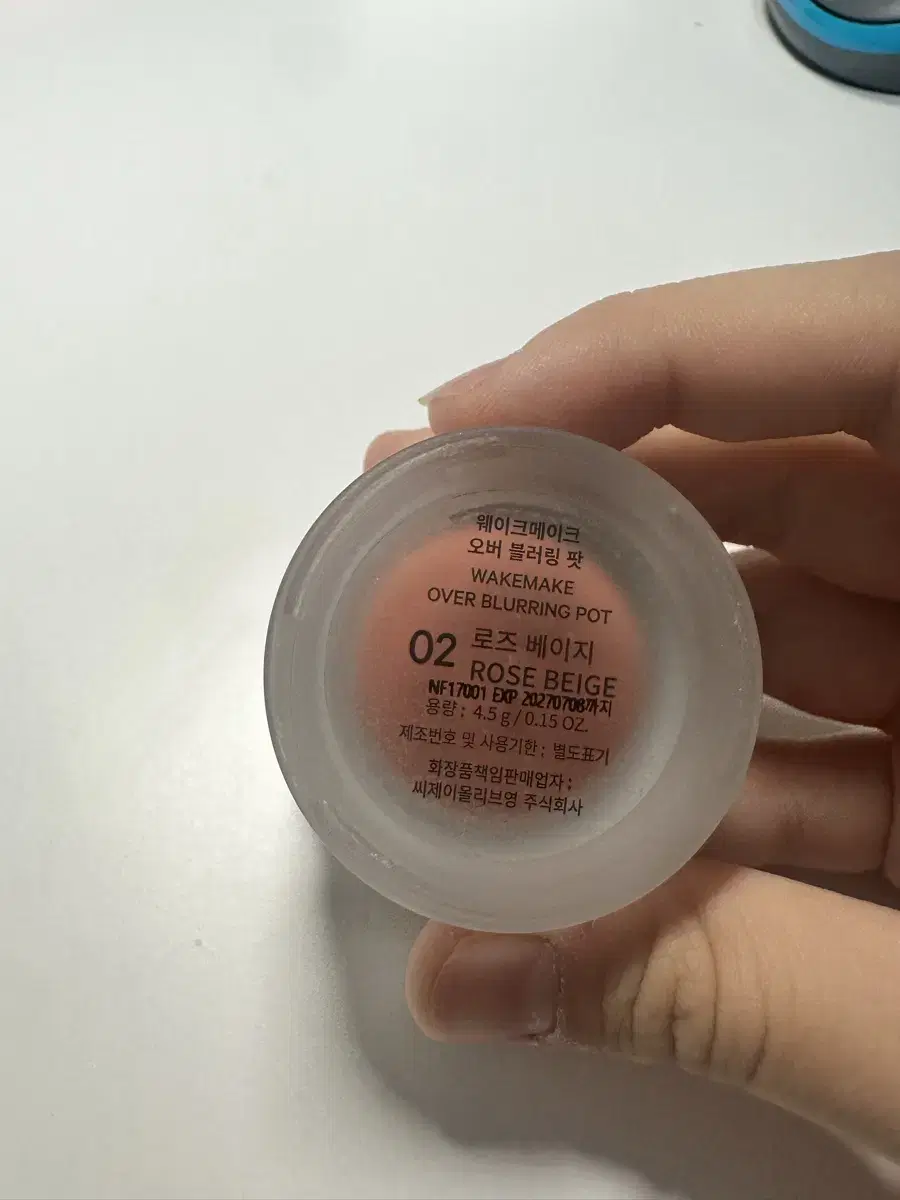 웨이크메이크
오버 블러링 팟
WAKEMAKE
OVER BLURRING POT
02 로즈 베이지
ROSE BEIGE
NF17001 EXP 20270708까지
용량 ; 4.5 g / 0.15 OZ.
제조번호 및 사용기한 ; 별도표기
화장품책임판매업자 ;
씨제이올리브영 주식회사